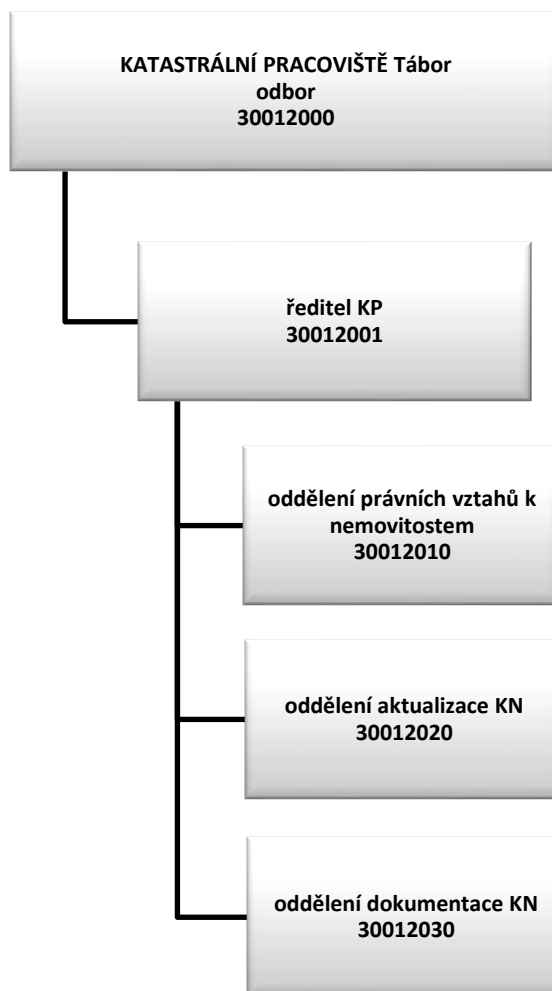 KATASTRÁLNÍ PRACOVIŠTĚ Tábor
odbor
30012000
ředitel KP
30012001
oddělení právních vztahů k
nemovitostem
30012010
oddělení aktualizace KN
30012020
oddělení dokumentace KN
30012030